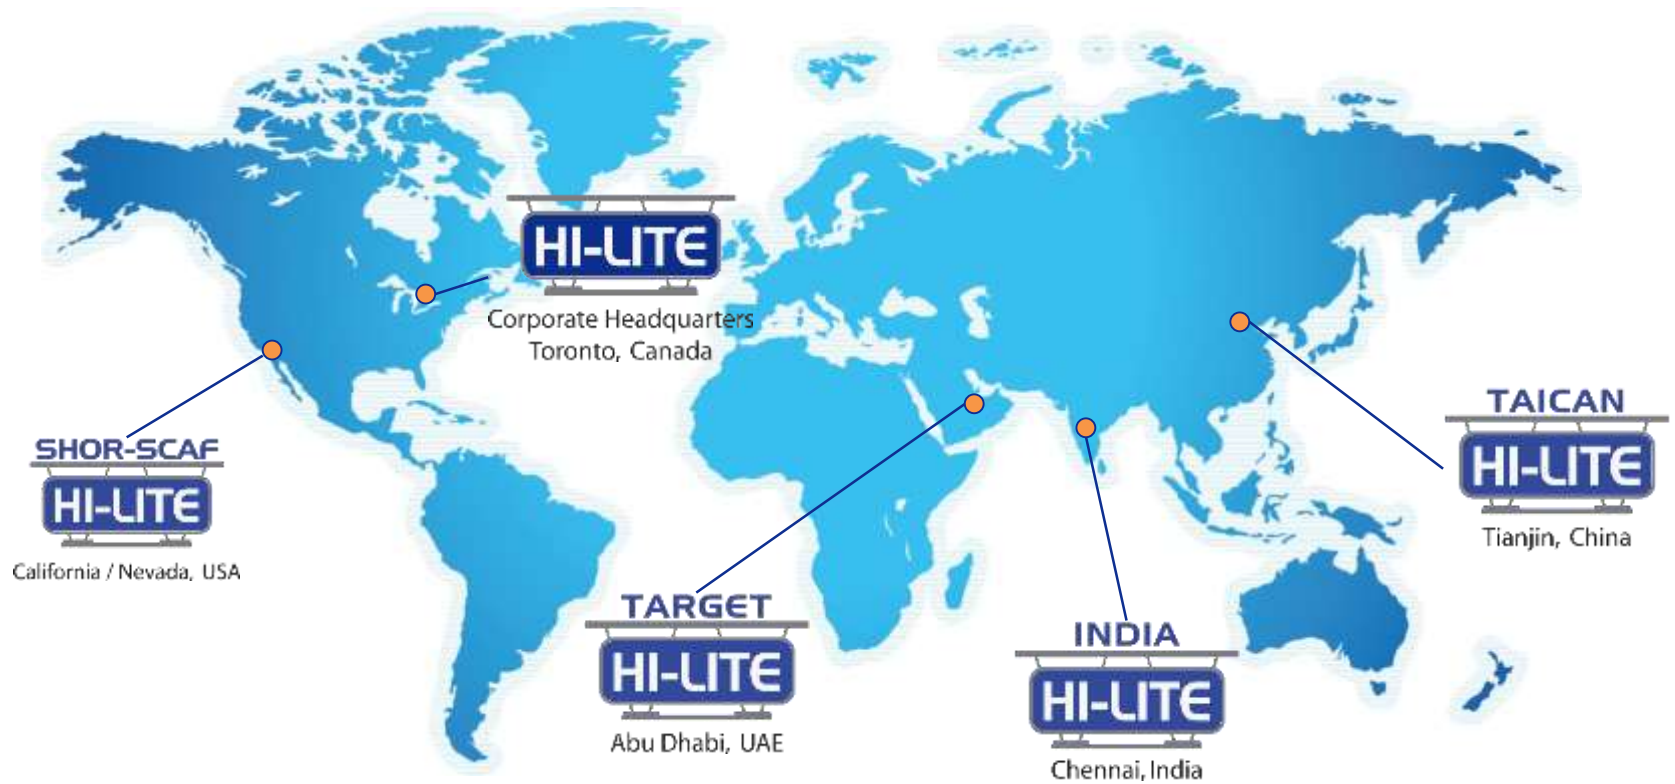 HI-LITE
Corporate Headquarters
Toronto, Canada
SHOR-SCAF
HI-LITE
California / Nevada, USA
TARGET
HI-LITE
Abu Dhabi, UAE
INDIA
HI-LITE
Chennai, India
TAICAN
HI-LITE
Tianjin, China